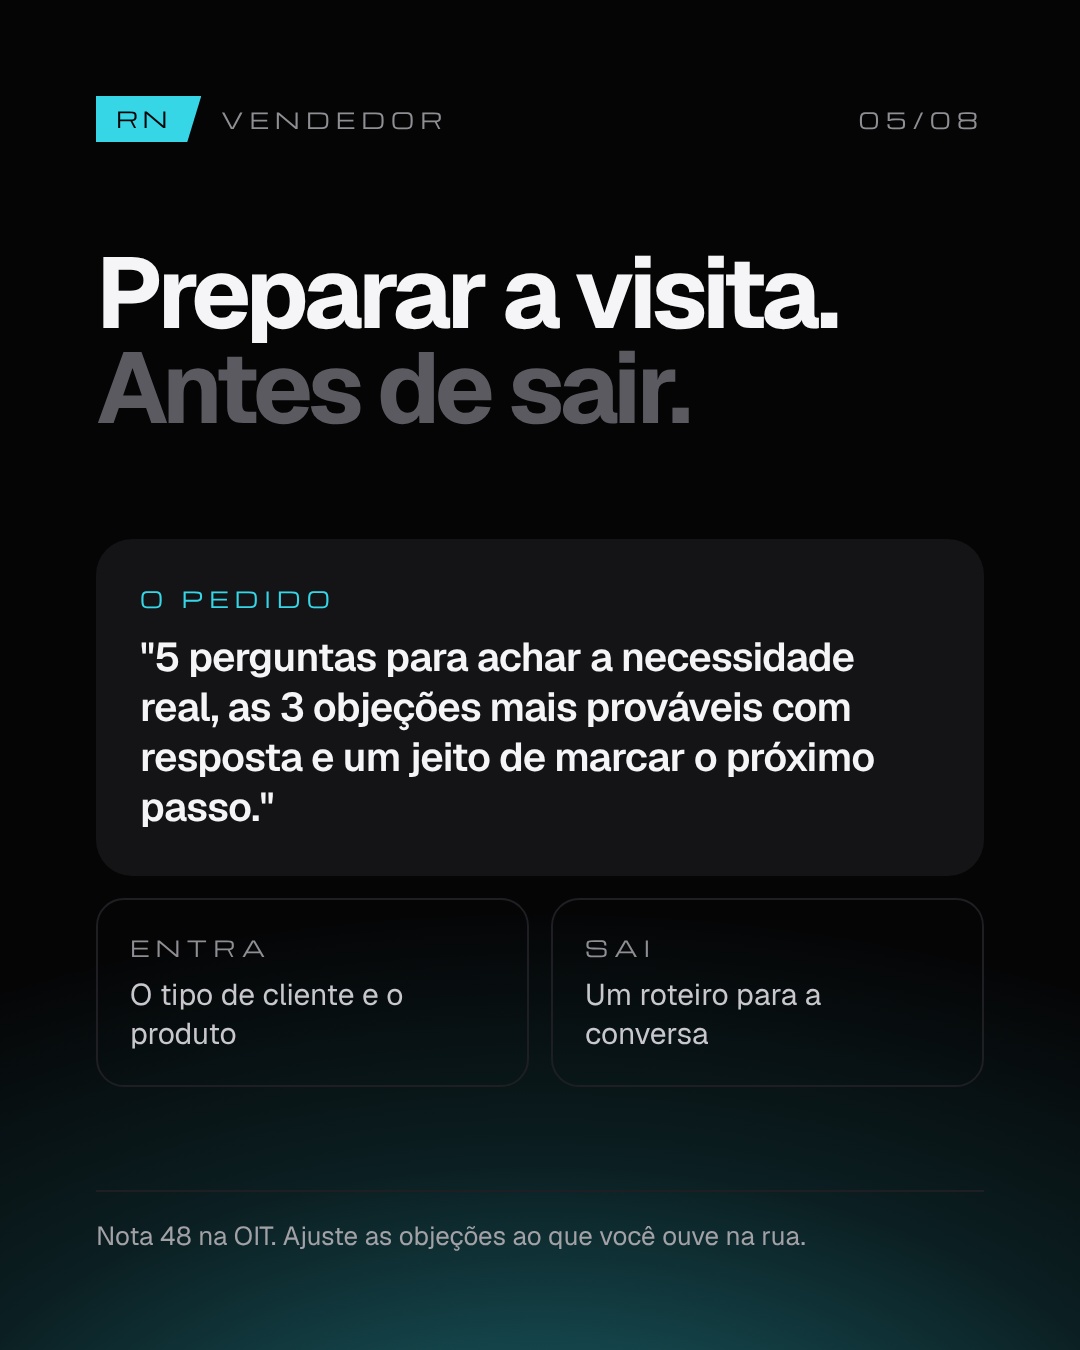 RN VENDEDOR 05/08
Preparar a visita.
Antes de sair.
O PEDIDO
"5 perguntas para achar a necessidade
real, as 3 objeções mais prováveis com
resposta e um jeito de marcar o próximo
passo."
ENTRA
O tipo de cliente e o
produto
SAI
Um roteiro para a
conversa
Nota 48 na OIT. Ajuste as objeções ao que você ouve na rua.